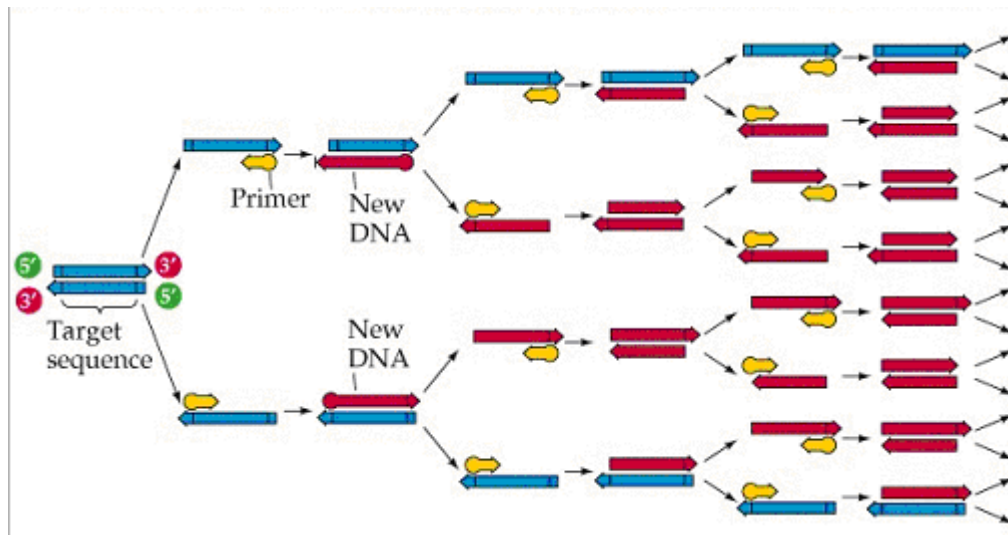 Primer
New
DNA
5′
3′
3′
5′
Target
sequence
New
DNA